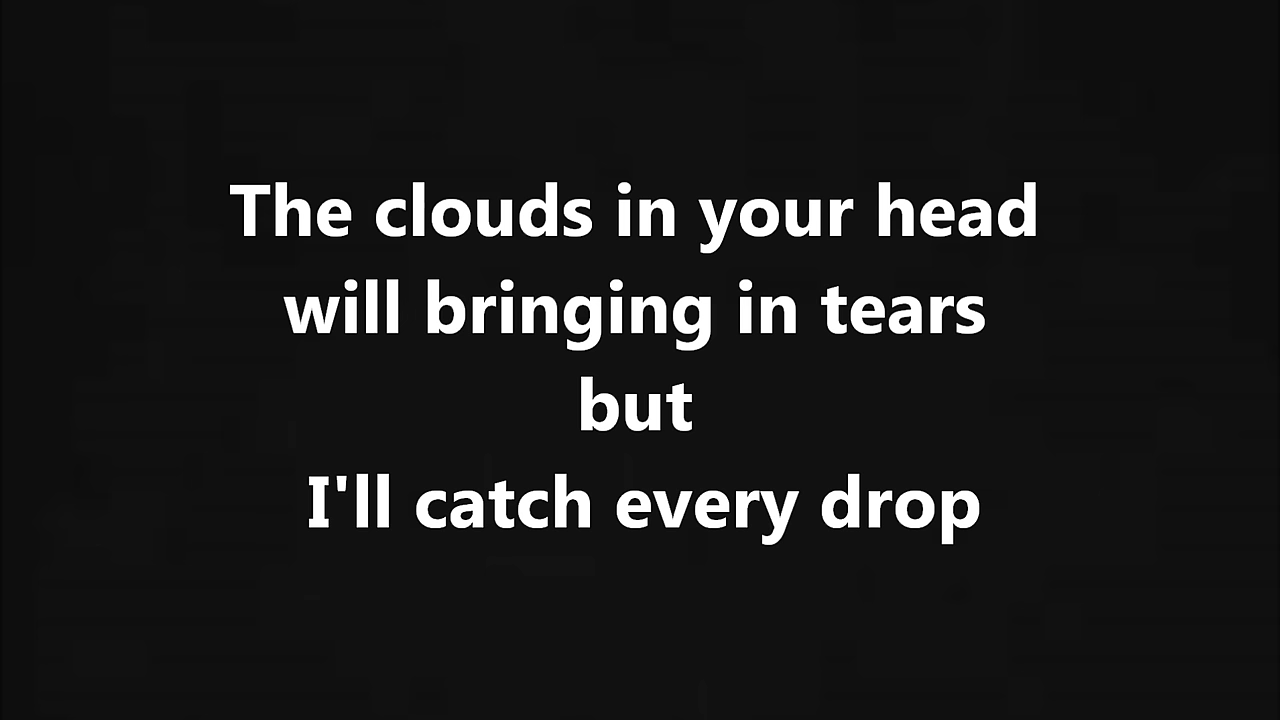 The clouds in your head
will bringing in tears
but
I'll catch every drop